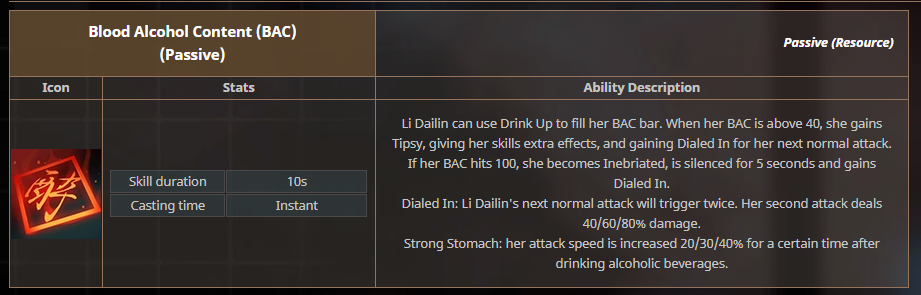 Blood Alcohol Content (BAC)
(Passive)
Passive (Resource)
Icon
Stats
Ability Description
Skill duration
10s
Casting time
Instant
Li Dailin can use Drink Up to fill her BAC bar. When her BAC is above 40, she gains
Tipsy, giving her skills extra effects, and gaining Dialed In for her next normal attack.
If her BAC hits 100, she becomes Inebriated, is silenced for 5 seconds and gains
Dialed In.
Dialed In: Li Dailin's next normal attack will trigger twice. Her second attack deals
40/60/80% damage.
Strong Stomach: her attack speed is increased 20/30/40% for a certain time after
drinking alcoholic beverages.